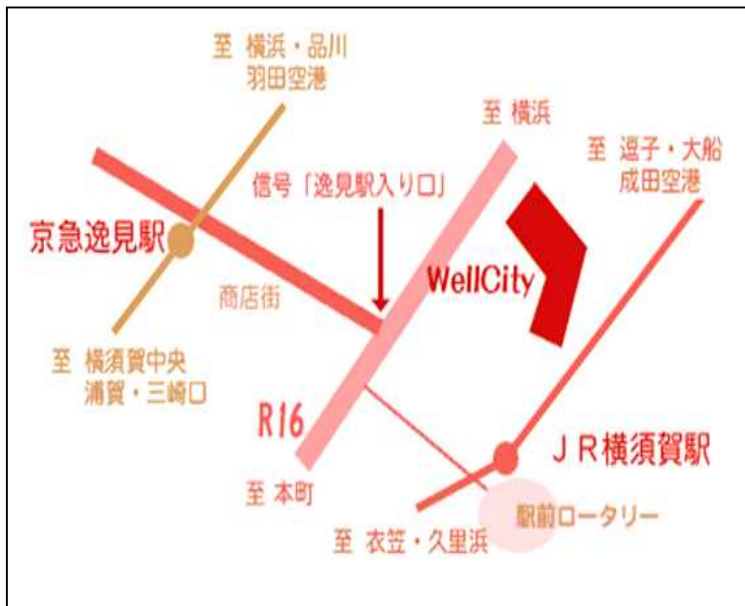 至 横浜・品川
羽田空港
至 横浜
至 逗子・大船
成田空港
信号「逸見駅入り口」
京急逸見駅
WellCity
商店街
至 横須賀中央
浦賀・三崎口
R16
JR横須賀駅
至 本町
駅前ロータリー
至 衣笠・久里浜